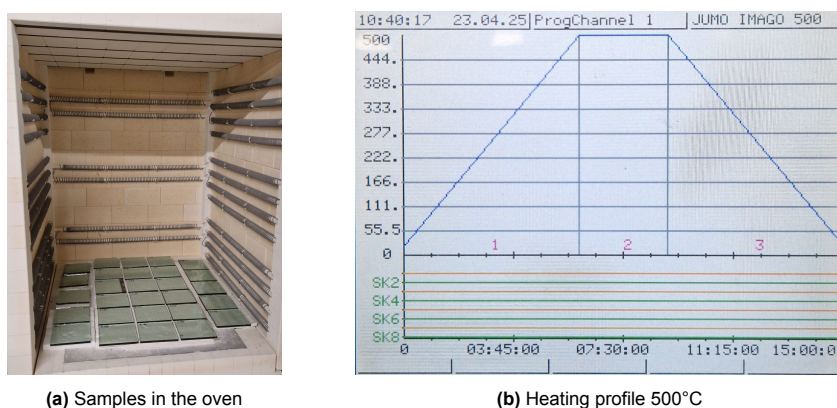 10:40:17 23.04.25 ProgChannel 1 JUMO IMAGO 500
500
444.
388.
333.
277.
222.
166.
111.
55.5
0
1 2 3
SK2
SK4
SK6
SK8
0 03:45:00 07:30:00 11:15:00 15:00:0
(a) Samples in the oven
(b) Heating profile 500°C